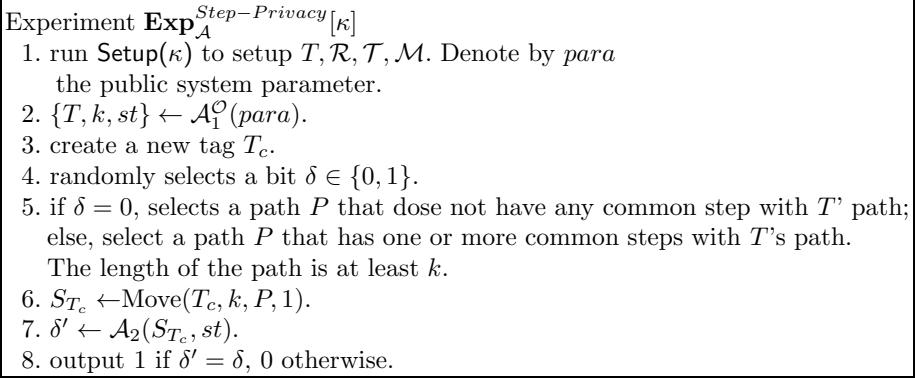 Experiment Exp_𝒜^{Step−Privacy}[κ]
1. run Setup(κ) to setup T, ℛ, 𝒯, ℳ. Denote by para
the public system parameter.
2. {T, k, st} ← 𝒜₁^𝒪(para).
3. create a new tag T_c.
4. randomly selects a bit δ ∈ {0, 1}.
5. if δ = 0, selects a path P that dose not have any common step with T' path;
else, select a path P that has one or more common steps with T's path.
The length of the path is at least k.
6. S_{T_c} ←Move(T_c, k, P, 1).
7. δ′ ← 𝒜₂(S_{T_c}, st).
8. output 1 if δ′ = δ, 0 otherwise.